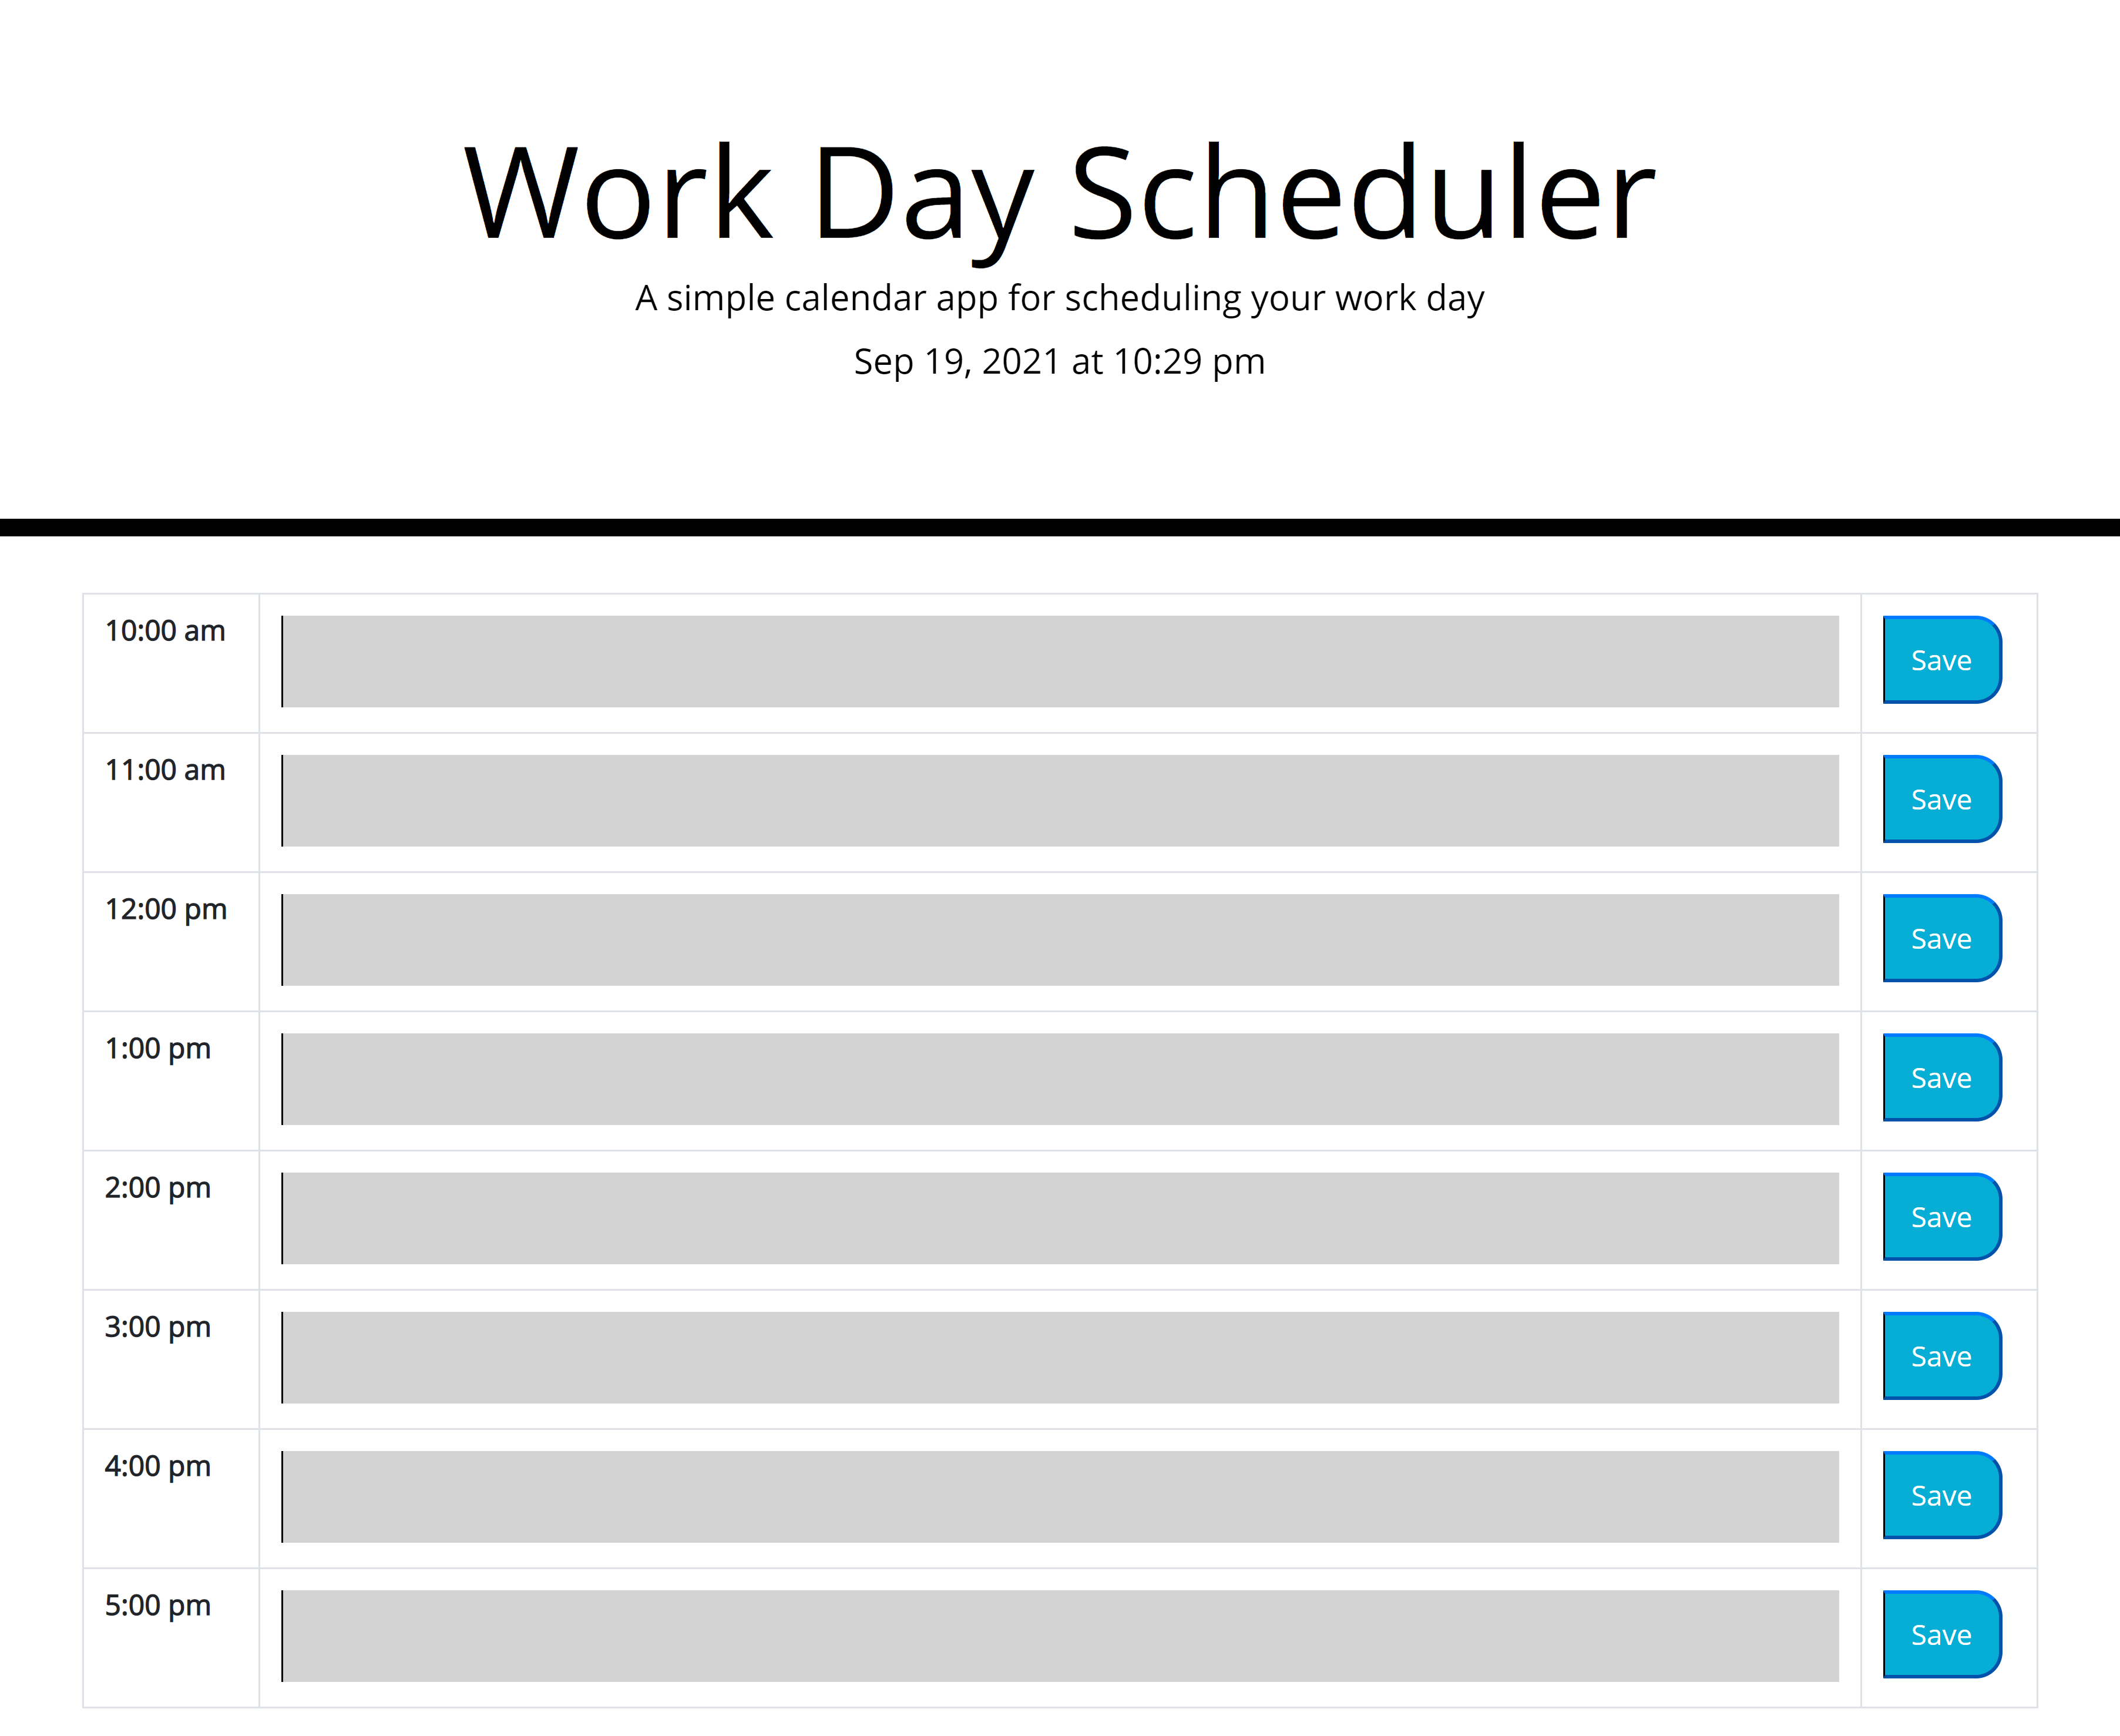 Work Day Scheduler
A simple calendar app for scheduling your work day
Sep 19, 2021 at 10:29 pm
10:00 am Save
11:00 am Save
12:00 pm Save
1:00 pm Save
2:00 pm Save
3:00 pm Save
4:00 pm Save
5:00 pm Save